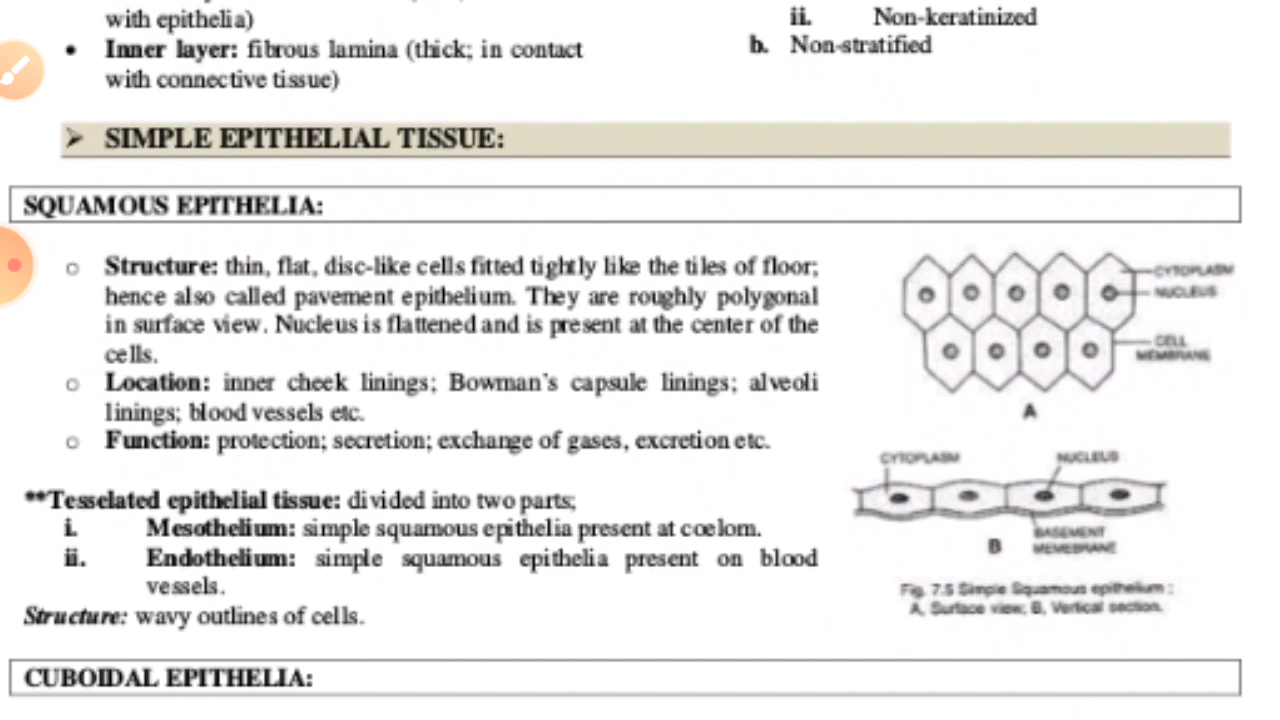 with epithelia)
• Inner layer: fibrous lamina (thick; in contact
with connective tissue)
ii. Non-keratinized
b. Non-stratified
➢ SIMPLE EPITHELIAL TISSUE:
SQUAMOUS EPITHELIA:
o Structure: thin, flat, disc-like cells fitted tightly like the tiles of floor;
hence also called pavement epithelium. They are roughly polygonal
in surface view. Nucleus is flattened and is present at the center of the
cells.
o Location: inner cheek linings; Bowman's capsule linings; alveoli
linings; blood vessels etc.
o Function: protection; secretion; exchange of gases, excretion etc.
**Tesselated epithelial tissue: divided into two parts;
i. Mesothelium: simple squamous epithelia present at coelom.
ii. Endothelium: simple squamous epithelia present on blood
vessels.
Structure: wavy outlines of cells.
CYTOPLASM
NUCLEUS
CELL
MEMBRANE
A
CYTOPLASM NUCLEUS
BASEMENT
MEMEBRANE
B
Fig. 7.5 Simple Squamous epithelium :
A, Surface view; B, Vertical section.
CUBOIDAL EPITHELIA: